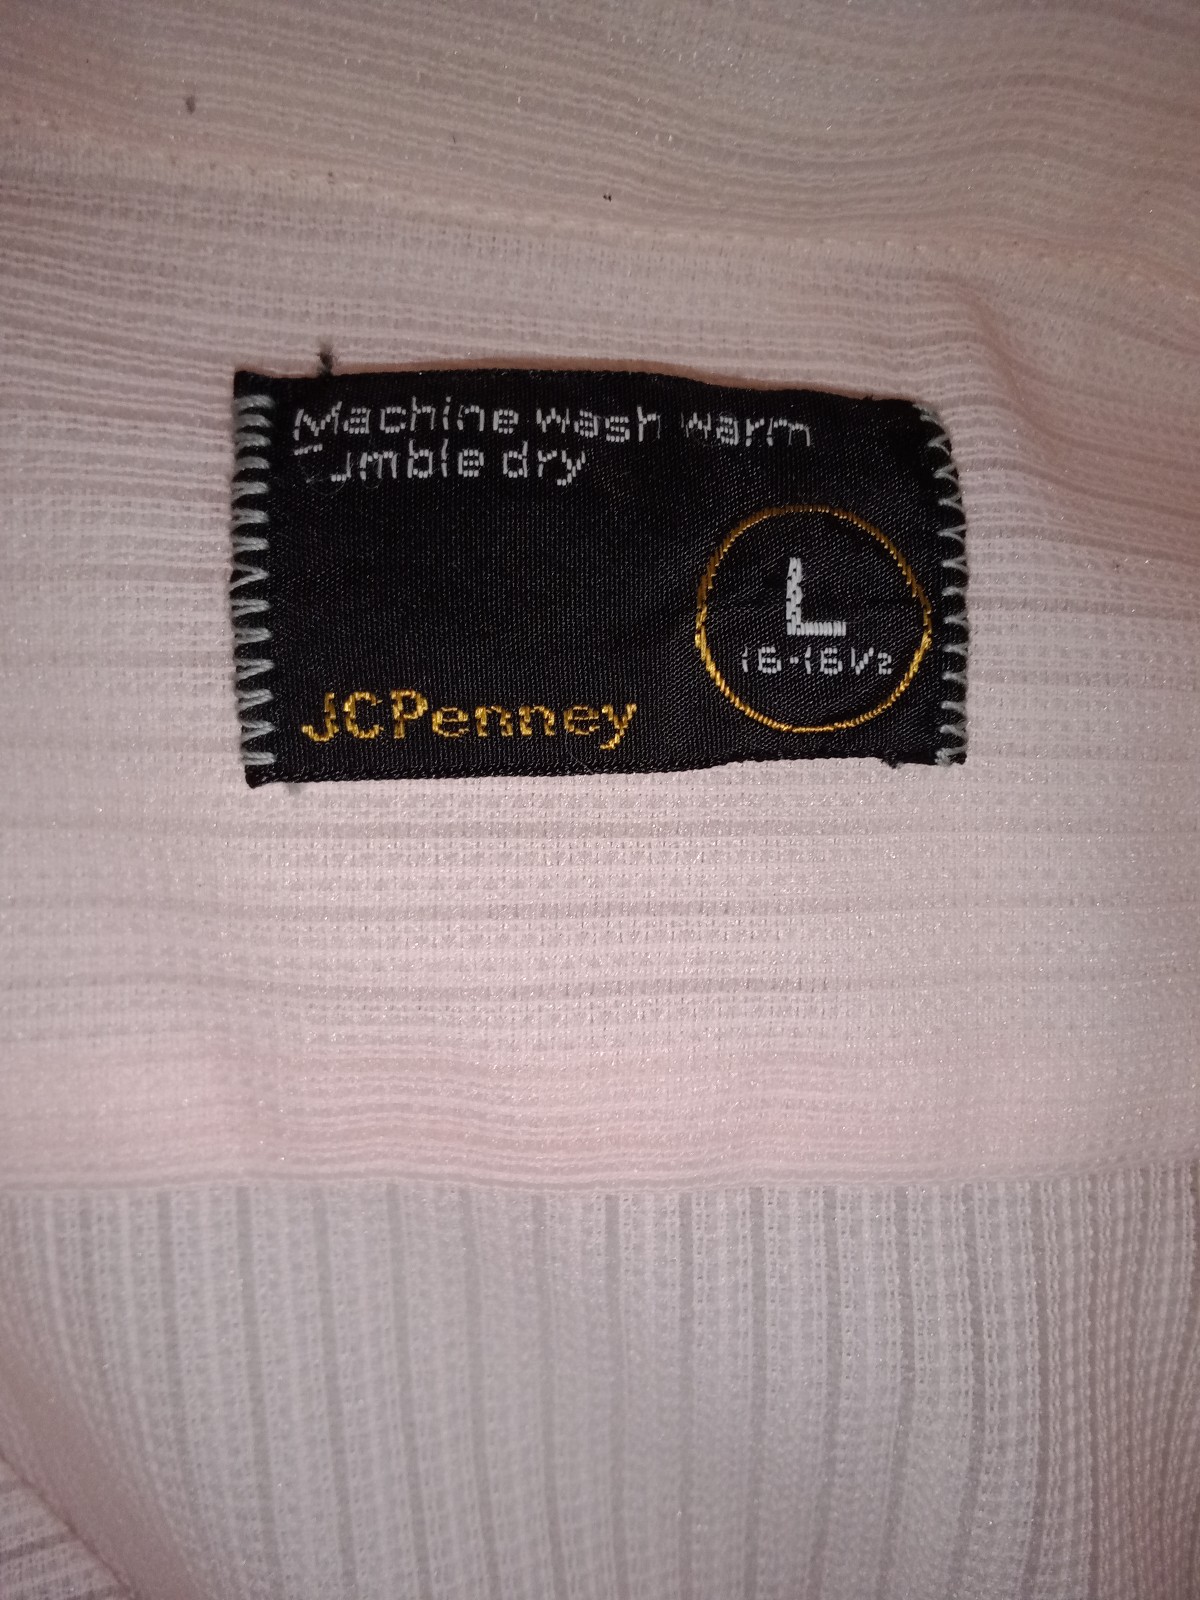 Machine wash warm
Tumble dry
L
16-16½
JCPenney